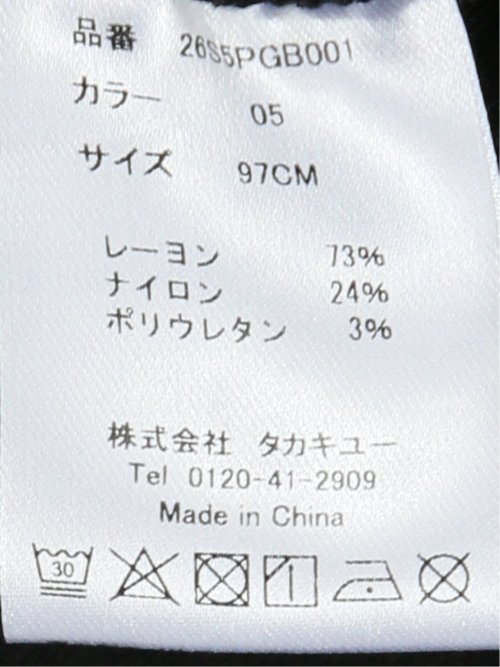 品番 26S5PGB001
カラー 05
サイズ 97CM
レーヨン 73%
ナイロン 24%
ポリウレタン 3%
株式会社 タカキュー
Tel 0120-41-2909
Made in China
30